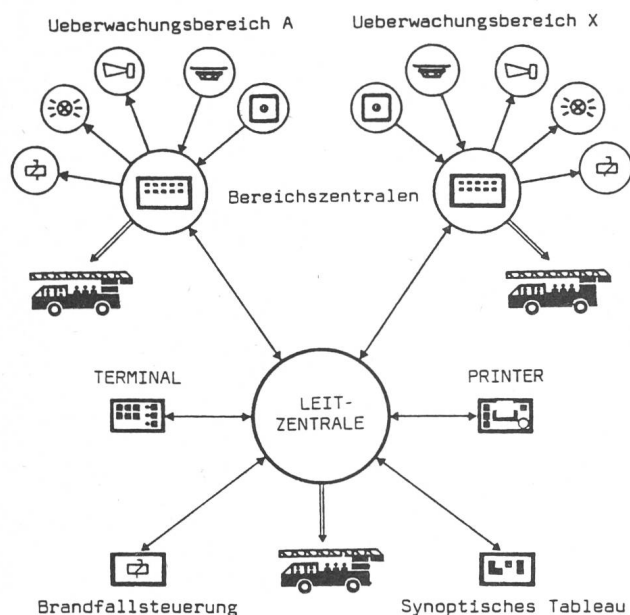 Ueberwachungsbereich A
Ueberwachungsbereich X
Bereichszentralen
TERMINAL
PRINTER
LEIT-
ZENTRALE
Brandfallsteuerung
Synoptisches Tableau